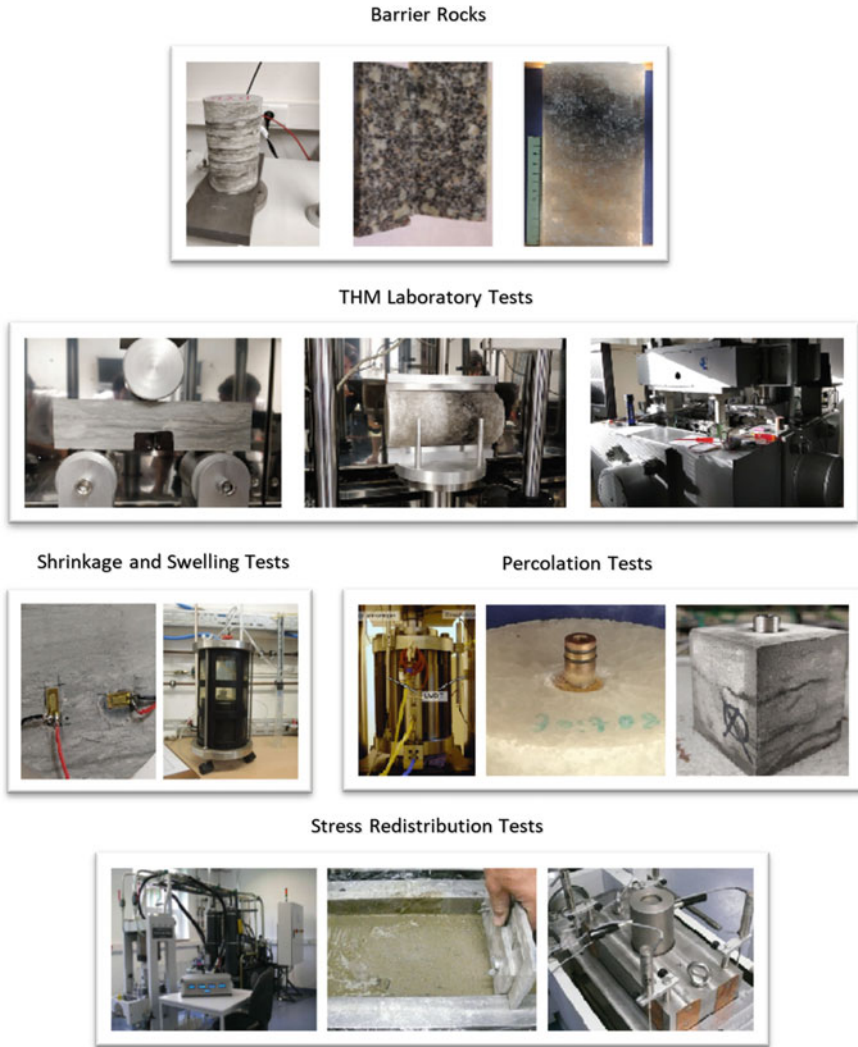 Barrier Rocks
THM Laboratory Tests
Shrinkage and Swelling Tests
Percolation Tests
Stress Redistribution Tests